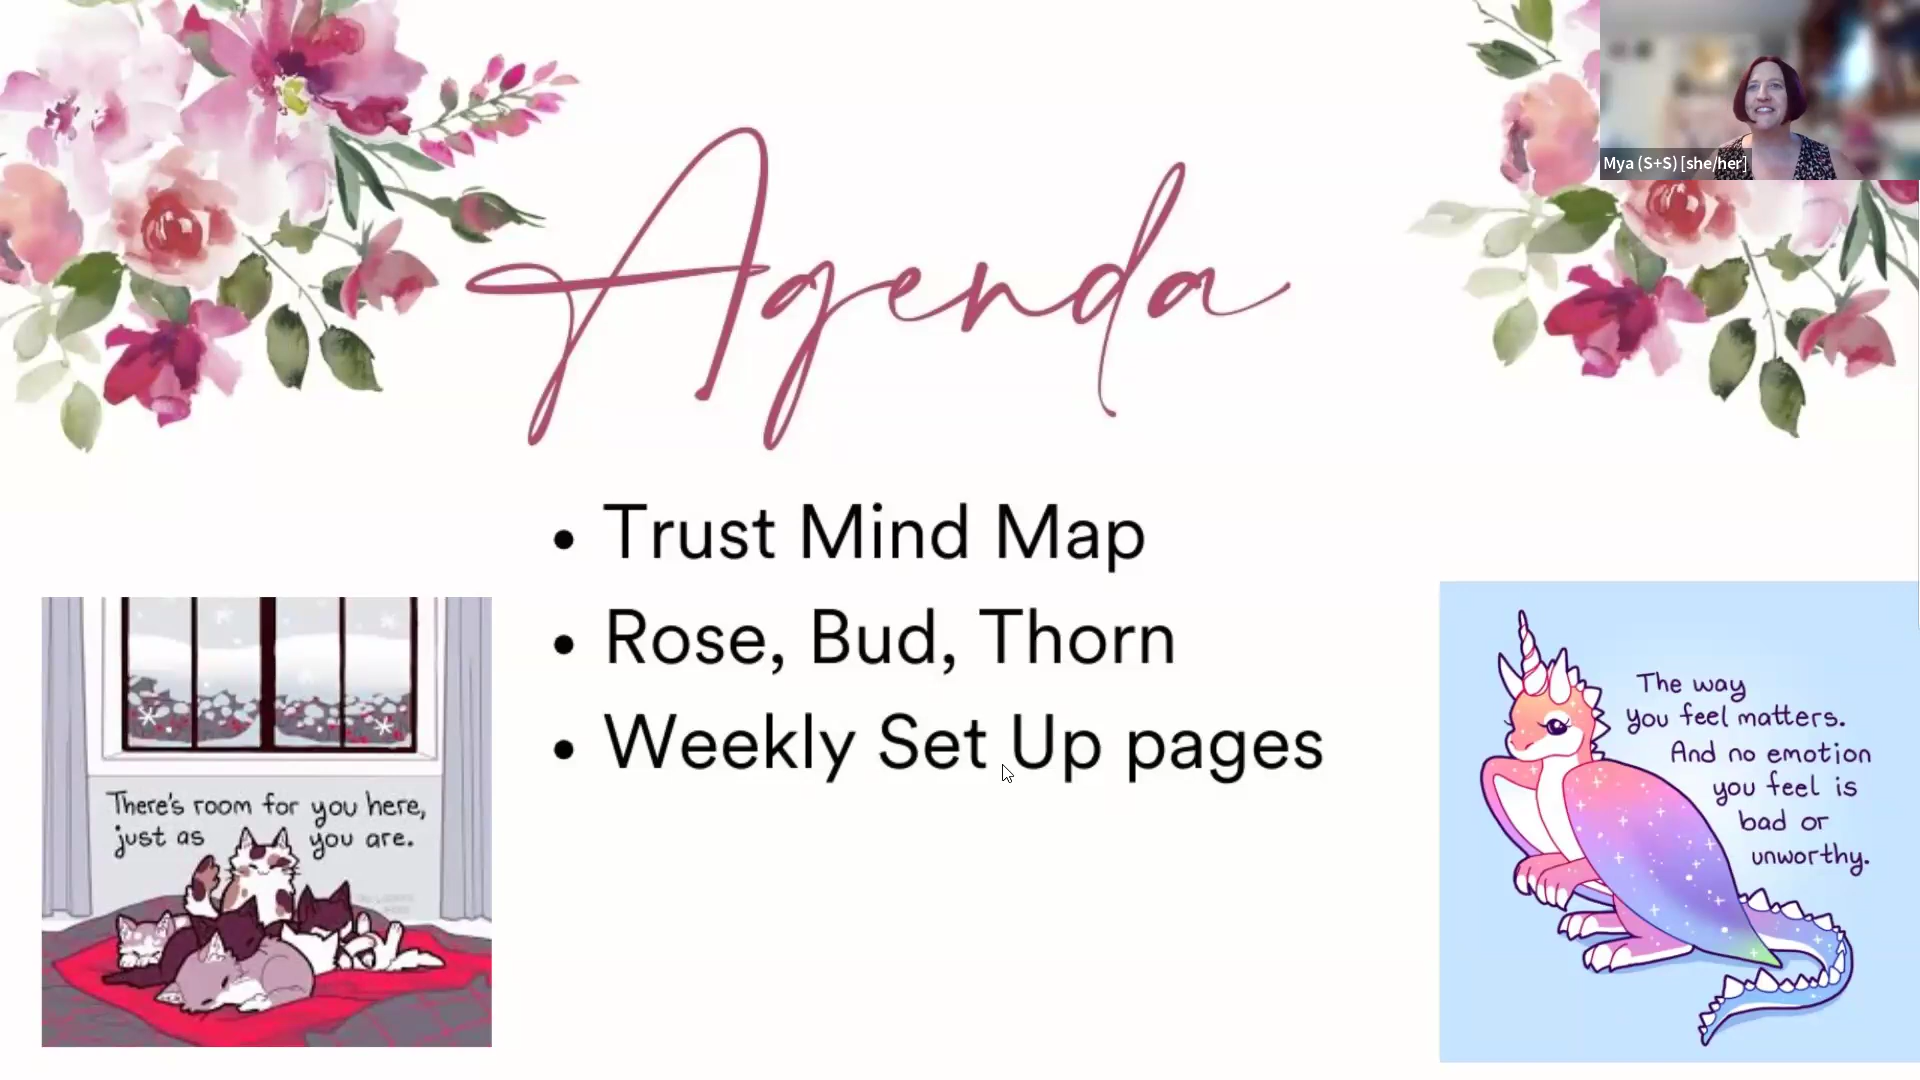 Mya (S+S) [she/her]
Agenda
• Trust Mind Map
• Rose, Bud, Thorn
• Weekly Set Up pages
There's room for you here,
just as you are.
The way
you feel matters.
And no emotion
you feel is
bad or
unworthy.